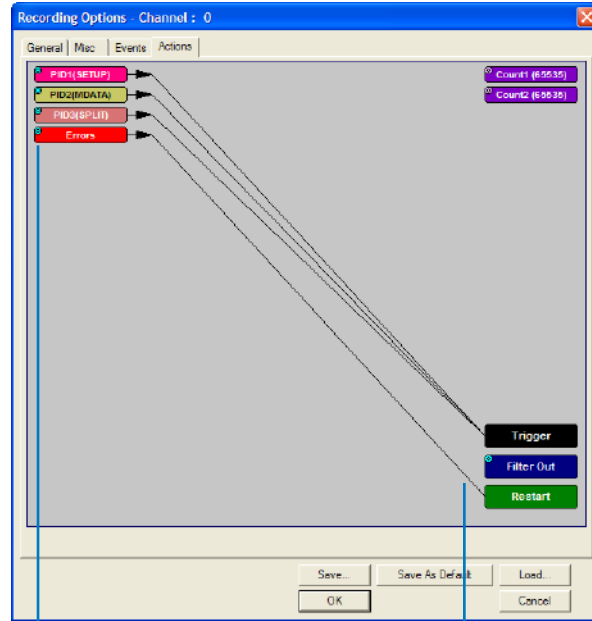 Recording Options - Channel : 0
General Misc Events Actions
PID1(SETUP) Count1 (65535)
PID2(MDATA) Count2 (65535)
PID3(SPLIT)
Errors
Trigger
Filter Out
Restart
Save... Save As Default Load...
OK Cancel